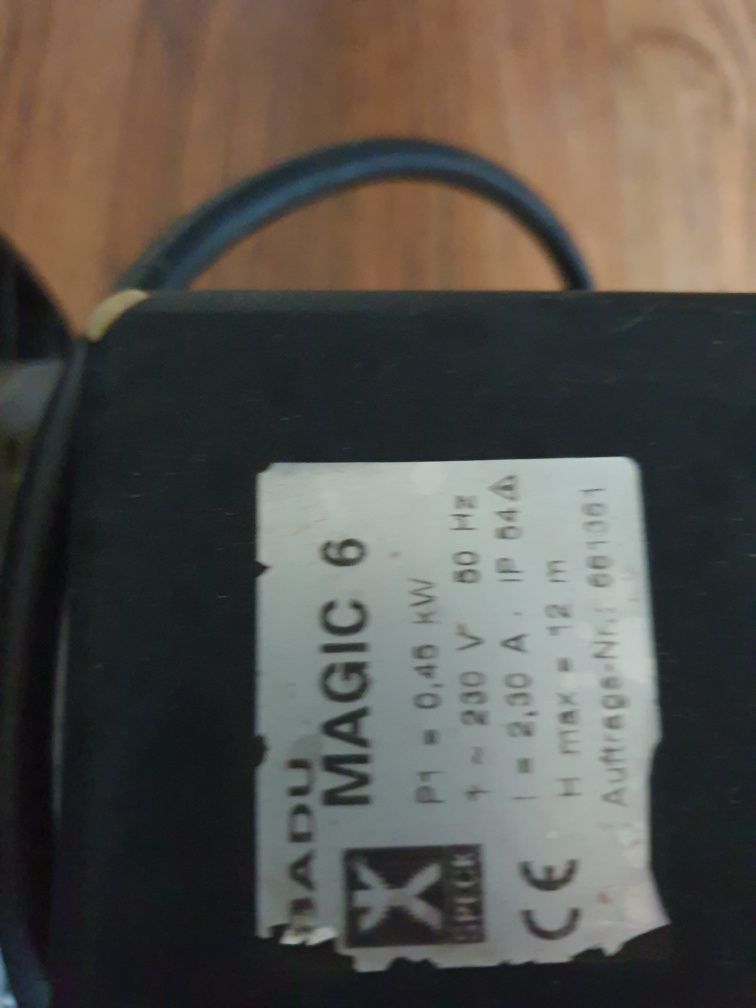 BADU
MAGIC 6
P1 = 0,45 kW
1 ~ 230 V 50 Hz
I = 2,30 A . IP 54
H max = 12 m
Auftrags-Nr.: 661361
SPECK
CE